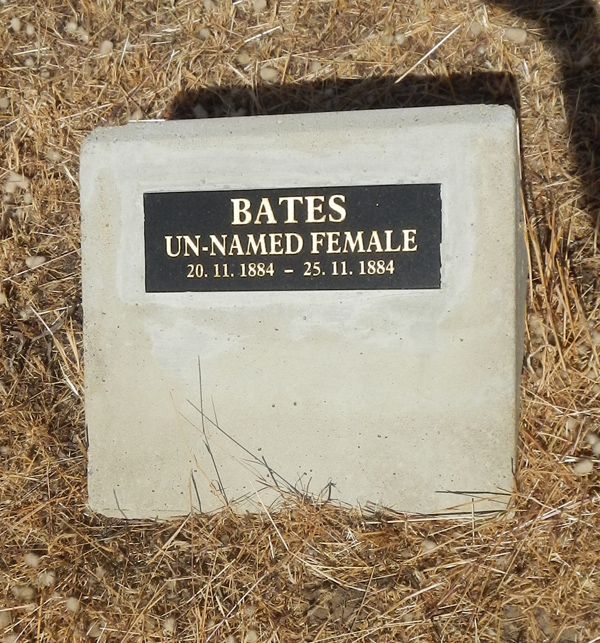 BATES
UN-NAMED FEMALE
20. 11. 1884 – 25. 11. 1884